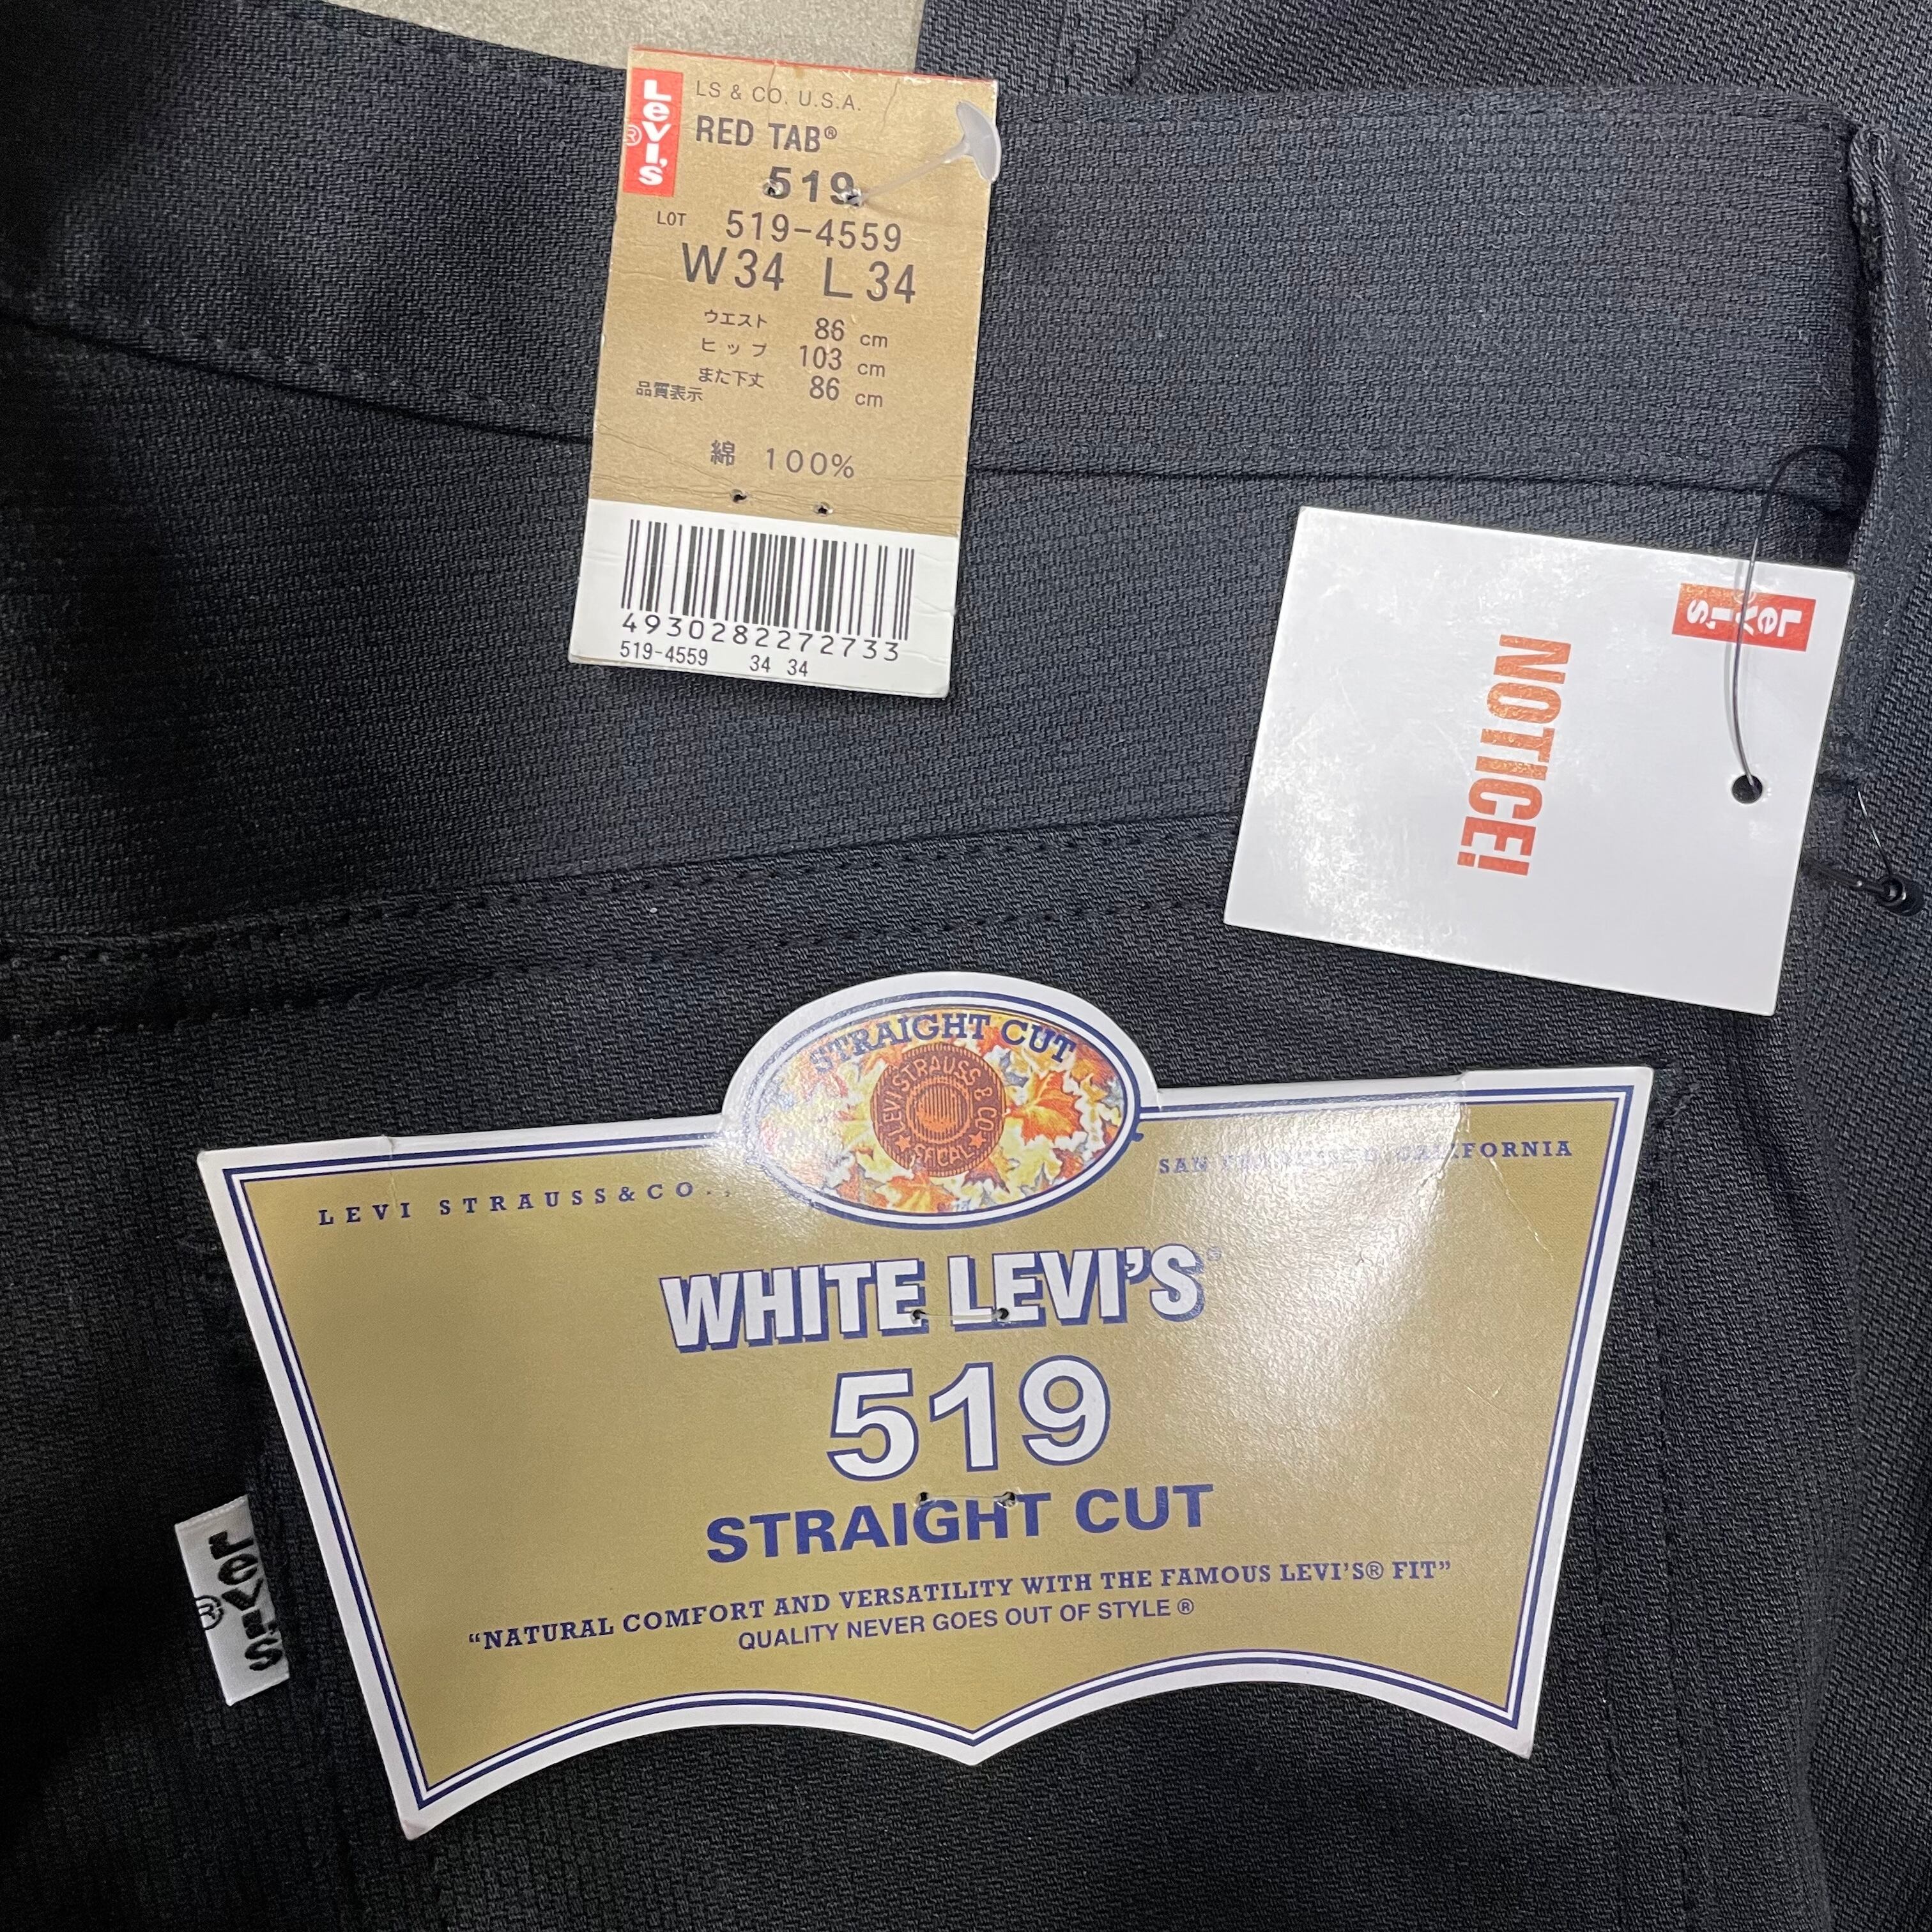 Levi's
®
LS & CO. U.S.A.
RED TAB®
519
LOT 519-4559
W34 L34
ウエスト 86 cm
ヒップ 103 cm
また下丈 86 cm
品質表示
綿 100%
4930282272733
519-4559 34 34
Levi's
NOTICE!
STRAIGHT CUT
LEVI STRAUSS & CO
LEVI STRAUSS&CO.,
SAN FRANCISCO, CALIFORNIA
WHITE LEVI'S®
519
STRAIGHT CUT
“NATURAL COMFORT AND VERSATILITY WITH THE FAMOUS LEVI'S® FIT”
QUALITY NEVER GOES OUT OF STYLE ®
Levi's
®